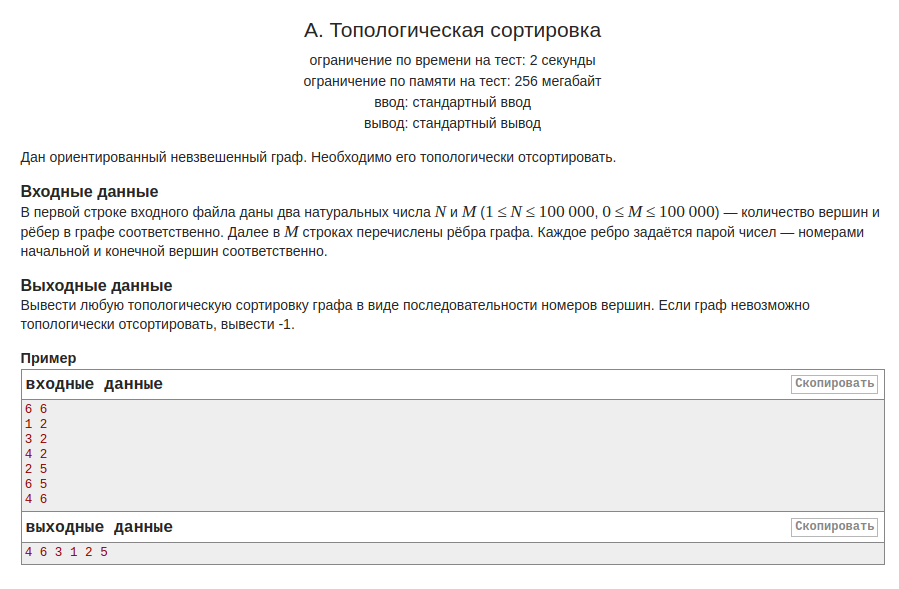 А. Топологическая сортировка
ограничение по времени на тест: 2 секунды
ограничение по памяти на тест: 256 мегабайт
ввод: стандартный ввод
вывод: стандартный вывод
Дан ориентированный невзвешенный граф. Необходимо его топологически отсортировать.
Входные данные
В первой строке входного файла даны два натуральных числа N и M (1 ≤ N ≤ 100 000, 0 ≤ M ≤ 100 000) — количество вершин и
рёбер в графе соответственно. Далее в M строках перечислены рёбра графа. Каждое ребро задаётся парой чисел — номерами
начальной и конечной вершин соответственно.
Выходные данные
Вывести любую топологическую сортировку графа в виде последовательности номеров вершин. Если граф невозможно
топологически отсортировать, вывести -1.
Пример
входные данные Скопировать
6 6
1 2
3 2
4 2
2 5
6 5
4 6
выходные данные Скопировать
4 6 3 1 2 5